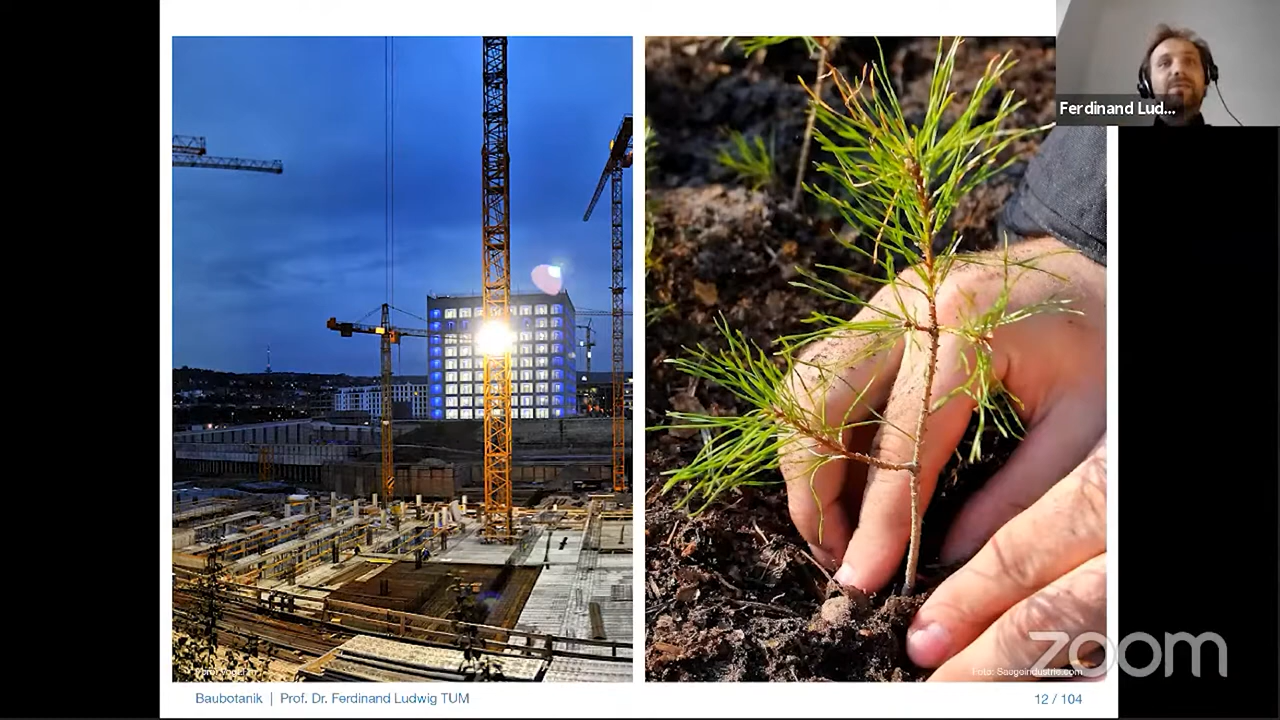 Ferdinand Lud...
Foto: Saegeindustrie.com
zoom
Baubotanik | Prof. Dr. Ferdinand Ludwig TUM
12 / 104